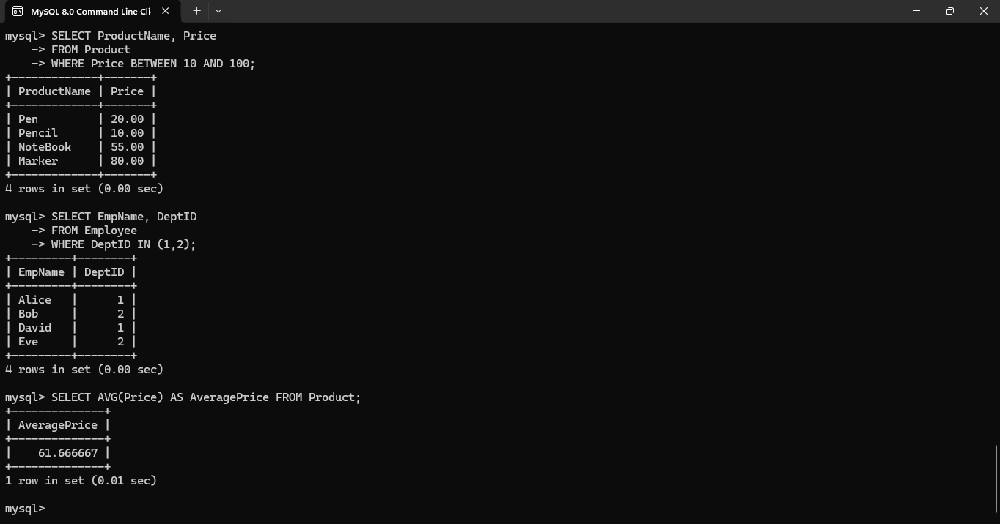 MySQL 8.0 Command Line Cli
mysql> SELECT ProductName, Price
    -> FROM Product
    -> WHERE Price BETWEEN 10 AND 100;
+-------------+-------+
| ProductName | Price |
+-------------+-------+
| Pen         | 20.00 |
| Pencil      | 10.00 |
| NoteBook    | 55.00 |
| Marker      | 80.00 |
+-------------+-------+
4 rows in set (0.00 sec)

mysql> SELECT EmpName, DeptID
    -> FROM Employee
    -> WHERE DeptID IN (1,2);
+---------+--------+
| EmpName | DeptID |
+---------+--------+
| Alice   |      1 |
| Bob     |      2 |
| David   |      1 |
| Eve     |      2 |
+---------+--------+
4 rows in set (0.00 sec)

mysql> SELECT AVG(Price) AS AveragePrice FROM Product;
+--------------+
| AveragePrice |
+--------------+
|    61.666667 |
+--------------+
1 row in set (0.01 sec)

mysql>